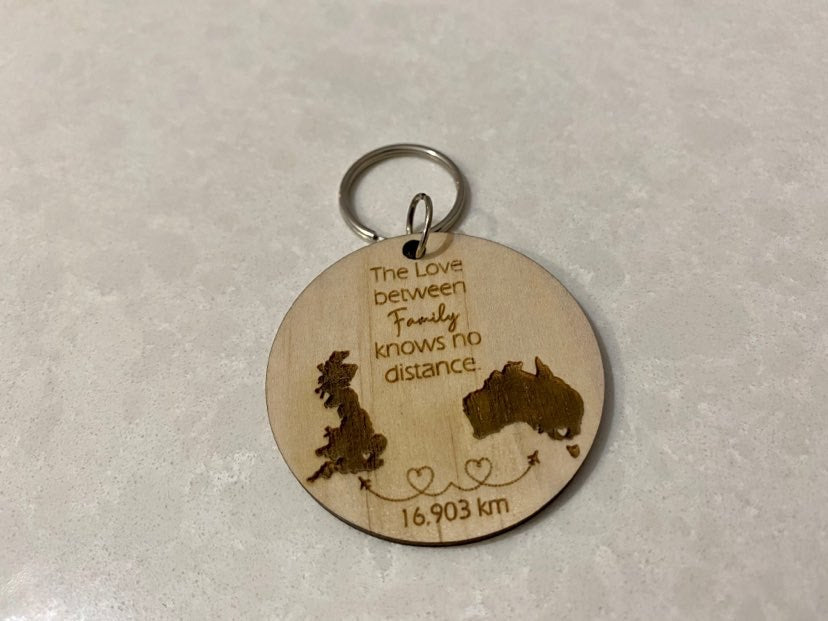 The Love
between
Family
knows no
distance.
16,903 km